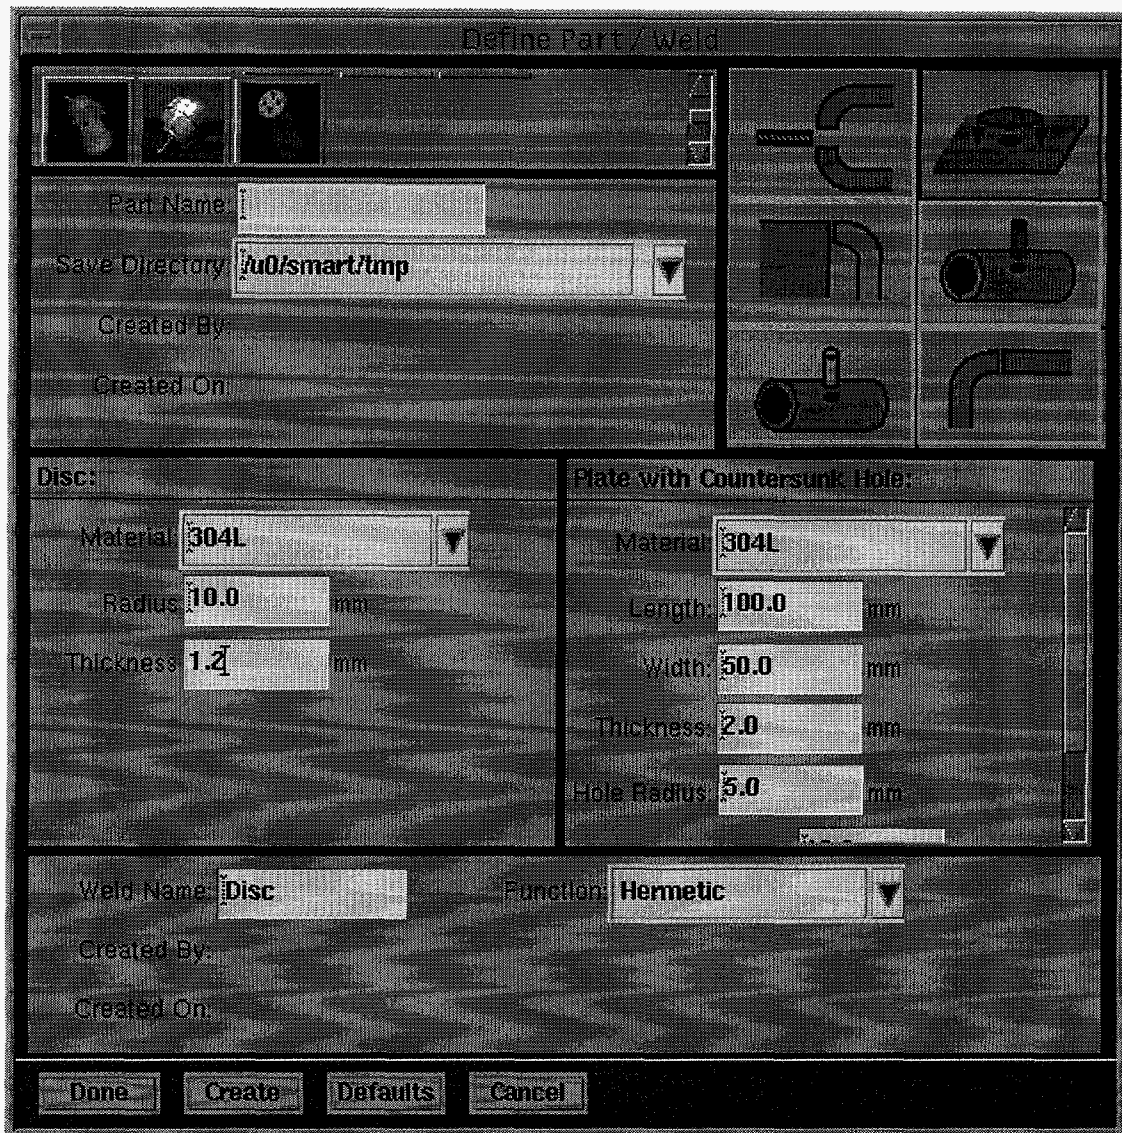 Define Part / Weld
Part Name:
Save Directory: /u0/smart/tmp
Created By:
Created On:
Disc:
Material: 304L
Radius: 10.0 mm
Thickness: 1.2 mm
Plate with Countersunk Hole:
Material: 304L
Length: 100.0 mm
Width: 50.0 mm
Thickness: 2.0 mm
Hole Radius: 5.0 mm
Weld Name: Disc Function: Hermetic
Created By:
Created On:
Done Create Defaults Cancel